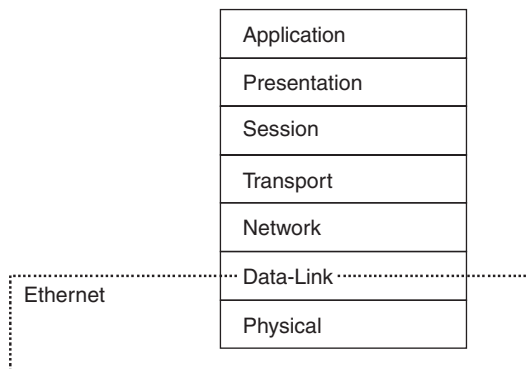 Application
Presentation
Session
Transport
Network
Data-Link
Ethernet
Physical